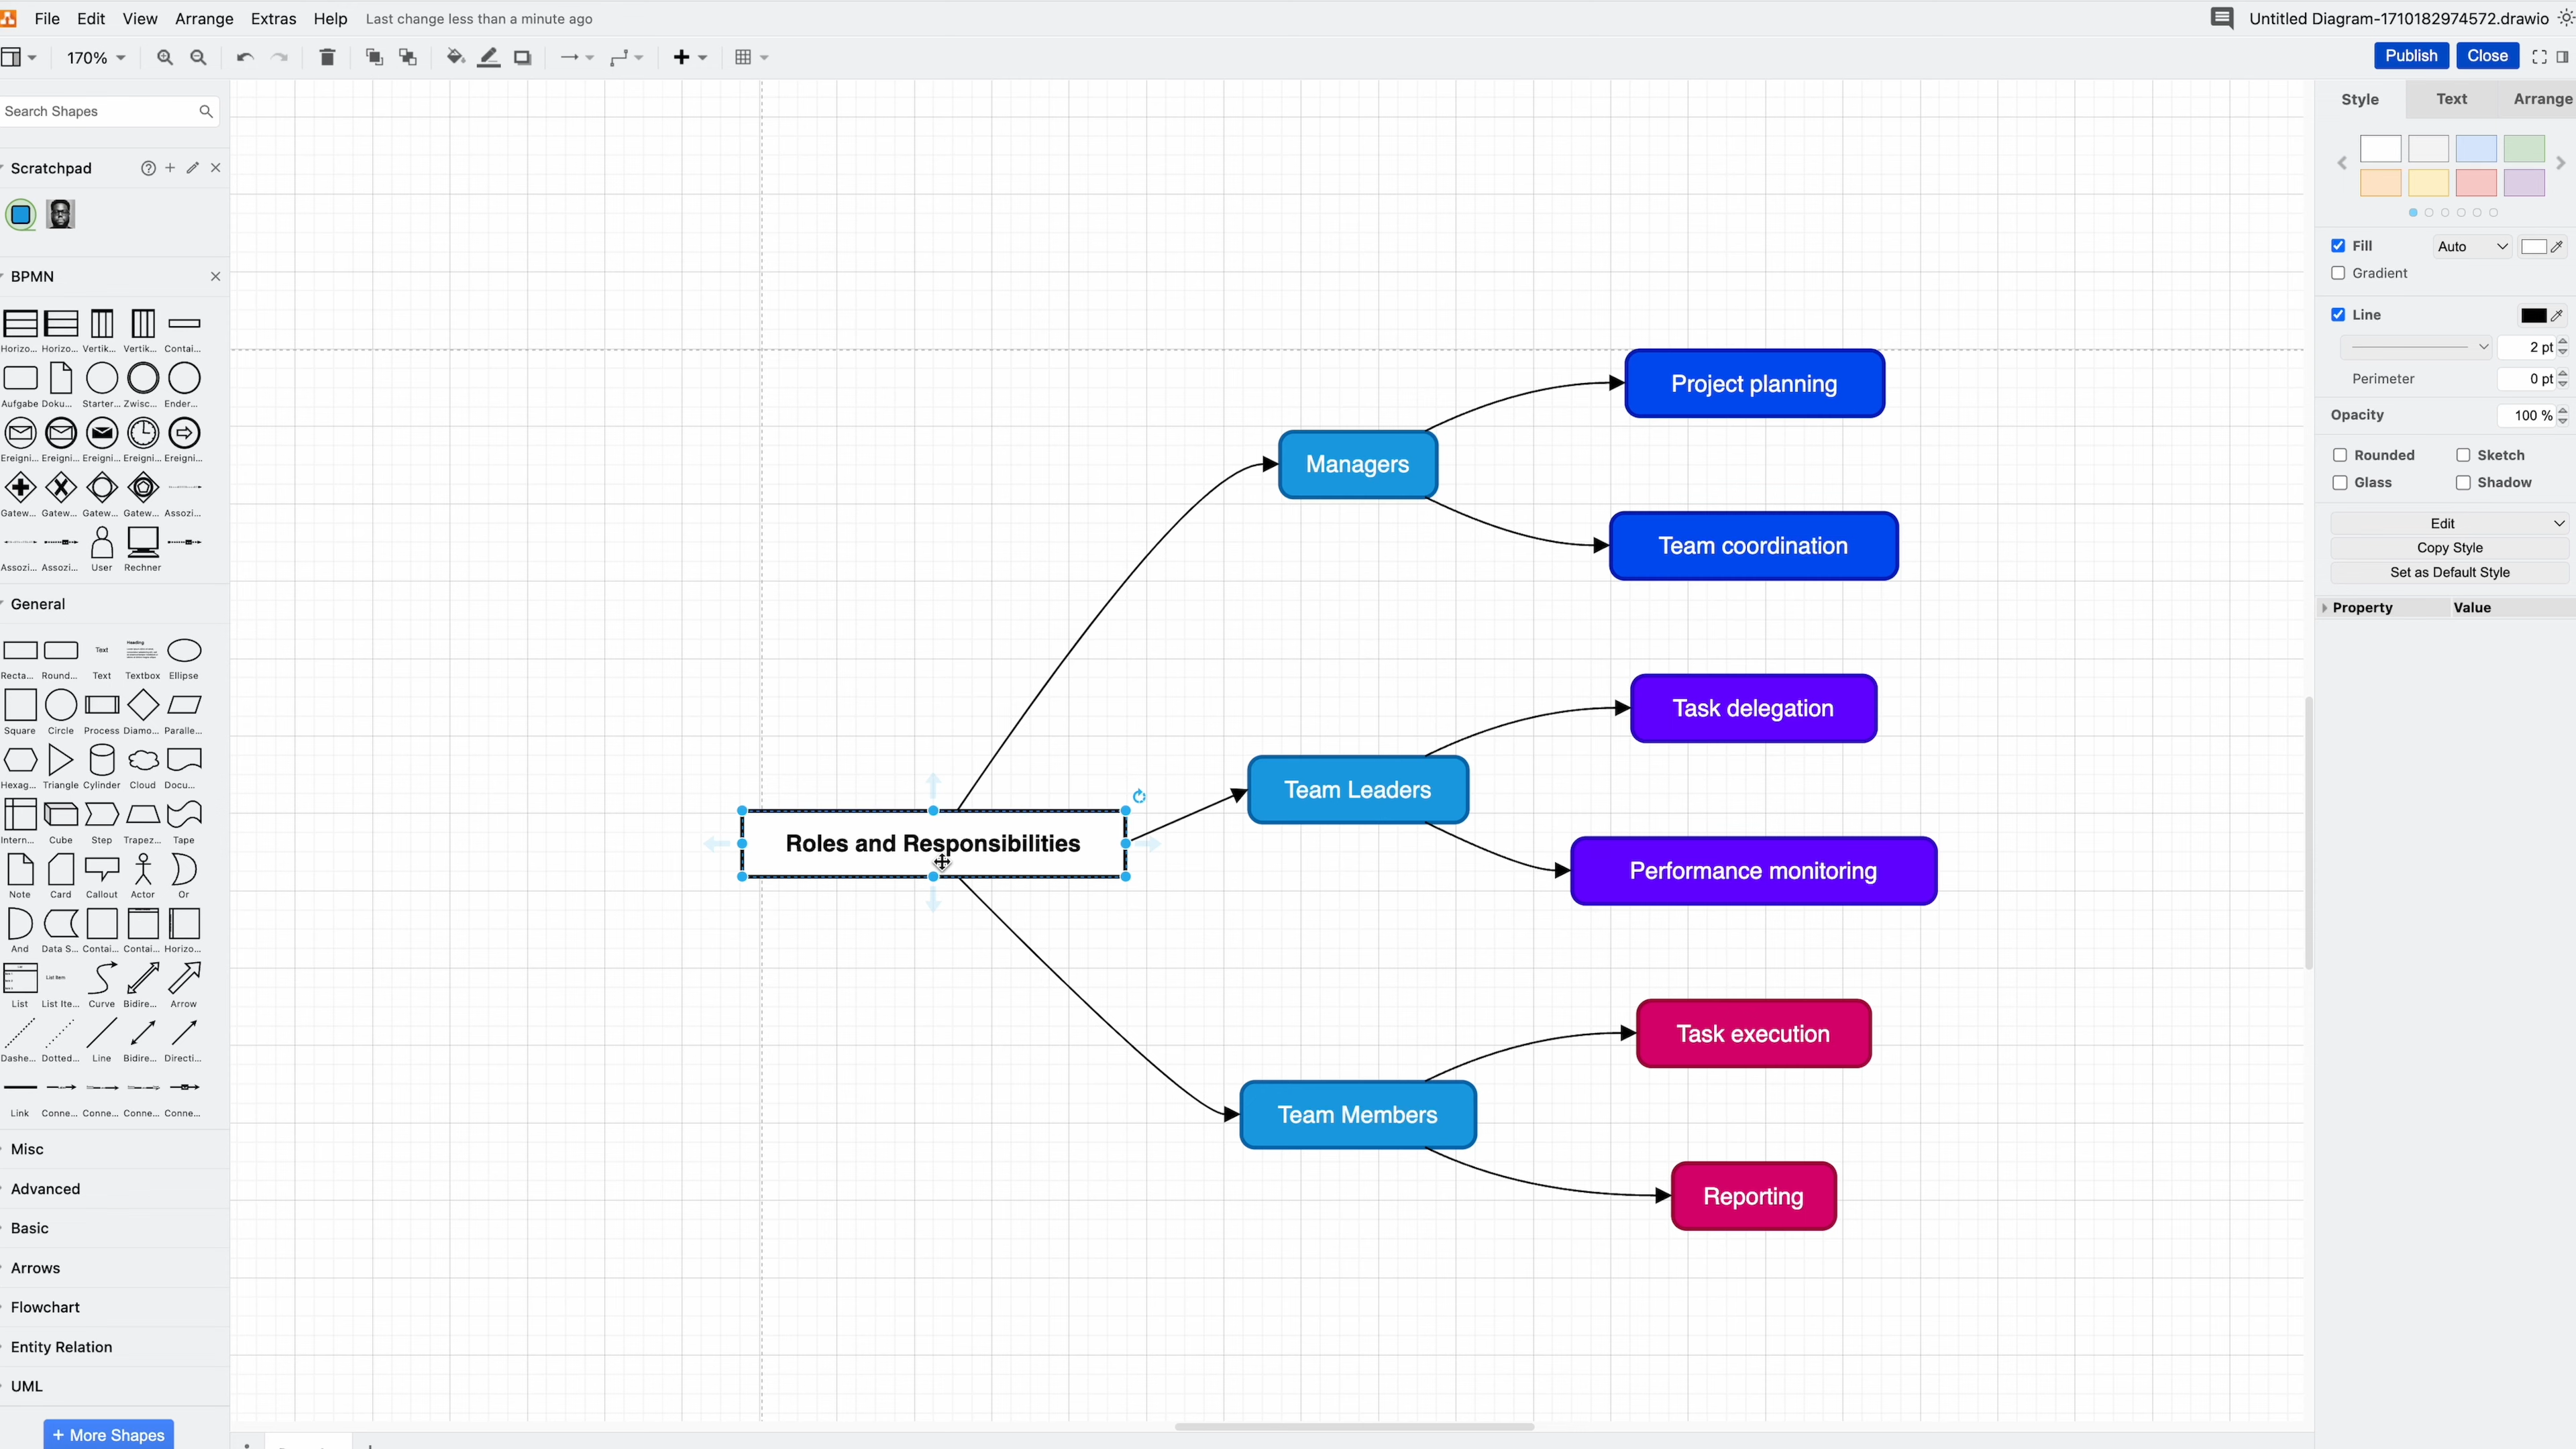 File Edit View Arrange Extras Help Last change less than a minute ago
Untitled Diagram-1710182974572.drawio
170%
Publish Close
Search Shapes
Scratchpad
BPMN
Horizo... Horizo... Vertik... Vertik... Contai...
Aufgabe Doku... Starter... Zwisc... Ender...
Ereigni... Ereigni... Ereigni... Ereigni... Ereigni...
Gatew... Gatew... Gatew... Gatew... Assozi...
Assozi... Assozi... User Rechner
General
Text
Heading
Recta... Round... Text Textbox Ellipse
Square Circle Process Diamo... Paralle...
Hexag... Triangle Cylinder Cloud Docu...
Intern... Cube Step Trapez... Tape
Note Card Callout Actor Or
And Data S... Contai... Contai... Horizo...
List Item
List List Ite... Curve Bidire... Arrow
Dashe... Dotted... Line Bidire... Directi...
Link Conne... Conne... Conne... Conne...
Misc
Advanced
Basic
Arrows
Flowchart
Entity Relation
UML
+ More Shapes
Roles and Responsibilities
Managers
Project planning
Team coordination
Team Leaders
Task delegation
Performance monitoring
Team Members
Task execution
Reporting
Style Text Arrange
Fill Auto
Gradient
Line
2 pt
Perimeter 0 pt
Opacity 100 %
Rounded Sketch
Glass Shadow
Edit
Copy Style
Set as Default Style
Property Value